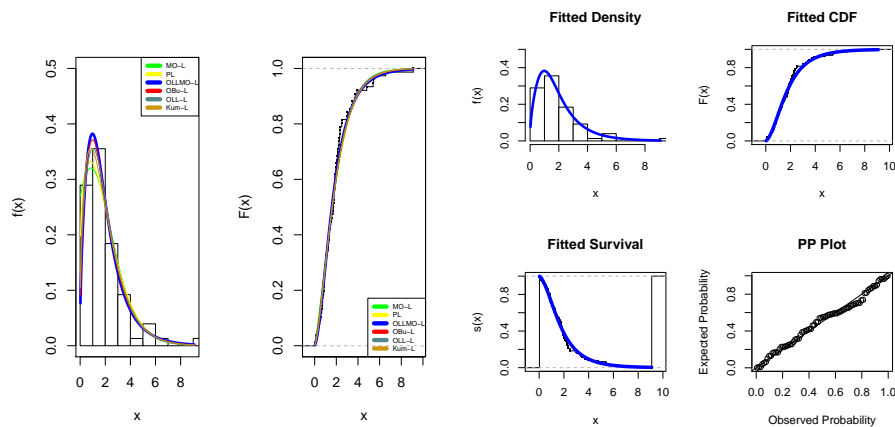 f(x)
0.0 0.1 0.2 0.3 0.4 0.5
MO−L
PL
OLLMO−L
OBu−L
OLL−L
Kum−L
0 2 4 6 8
x
F(x)
0.0 0.2 0.4 0.6 0.8 1.0
MO−L
PL
OLLMO−L
OBu−L
OLL−L
Kum−L
0 2 4 6 8
x
Fitted Density
f(x)
0.0 0.2 0.4
0 2 4 6 8
x
Fitted CDF
F(x)
0.0 0.4 0.8
0 2 4 6 8 10
x
Fitted Survival
s(x)
0.0 0.4 0.8
0 2 4 6 8 10
x
PP Plot
Expected Probability
0.0 0.4 0.8
0.0 0.2 0.4 0.6 0.8 1.0
Observed Probability